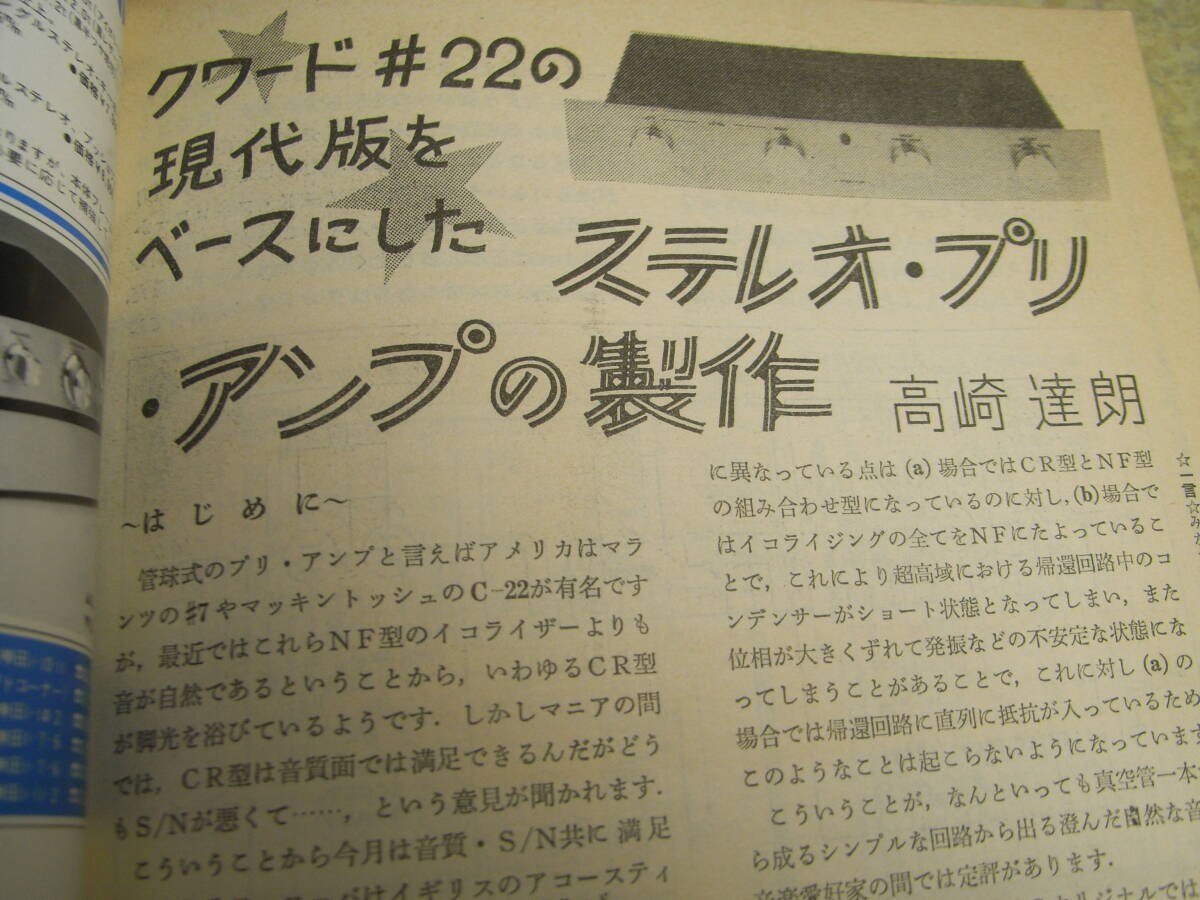 クワード #22の
現代版を
ベースにした
ステレオ・プリ
・アンプの製作
高崎 達朗
~は じ め に~
管球式のプリ・アンプと言えばアメリカはマラ
ンツの#7やマッキントッシュのC-22が有名です
が，最近ではこれらNF型のイコライザーよりも
音が自然であるということから，いわゆるCR型
が脚光を浴びているようです．しかしマニアの間
では，CR型は音質面では満足できるんだがどう
もS/Nが悪くて……，という意見が聞かれます．
こういうことから今月は音質・S/N共に 満足
はイギリスのアコースティ
に異なっている点は (a) 場合ではCR型とNF型
の組み合わせ型になっているのに対し，(b)場合で
はイコライジングの全てをNFにたよっているこ
とで，これにより超高域における帰還回路中のコ
ンデンサーがショート状態となってしまい，また
位相が大きくずれて発振などの不安定な状態にな
ってしまうことがあることで，これに対し (a) の
場合では帰還回路に直列に抵抗が入っているため
このようなことは起こらないようになっています
こういうことが，なんといっても真空管一本
ら成るシンプルな回路から出る澄んだ自然な音
音楽愛好家の間では定評があります．
リジナルでは
☆一言☆み